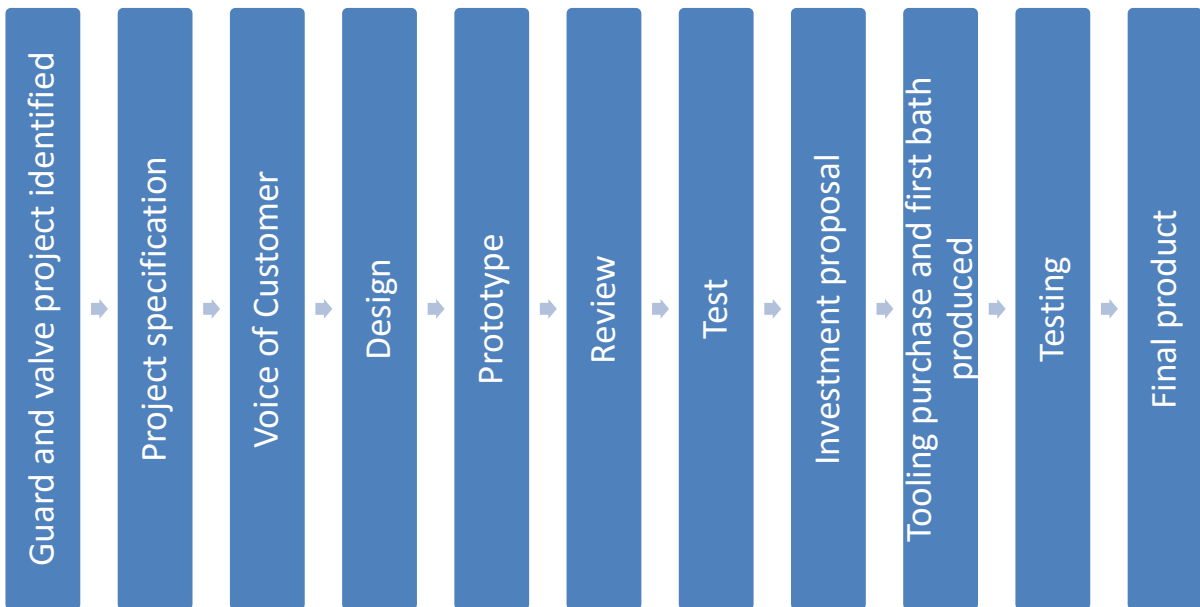 Guard and valve project identified
Project specification
Voice of Customer
Design
Prototype
Review
Test
Investment proposal
Tooling purchase and first bath
produced
Testing
Final product